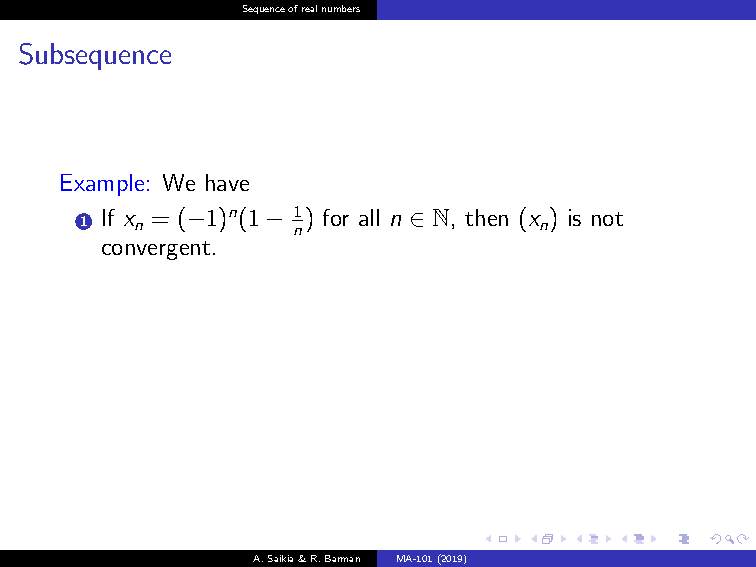 Sequence of real numbers
Subsequence
Example: We have
1 If xₙ = (−1)ⁿ(1 − 1/n) for all n ∈ ℕ, then (xₙ) is not
convergent.
A. Saikia & R. Barman MA-101 (2019)